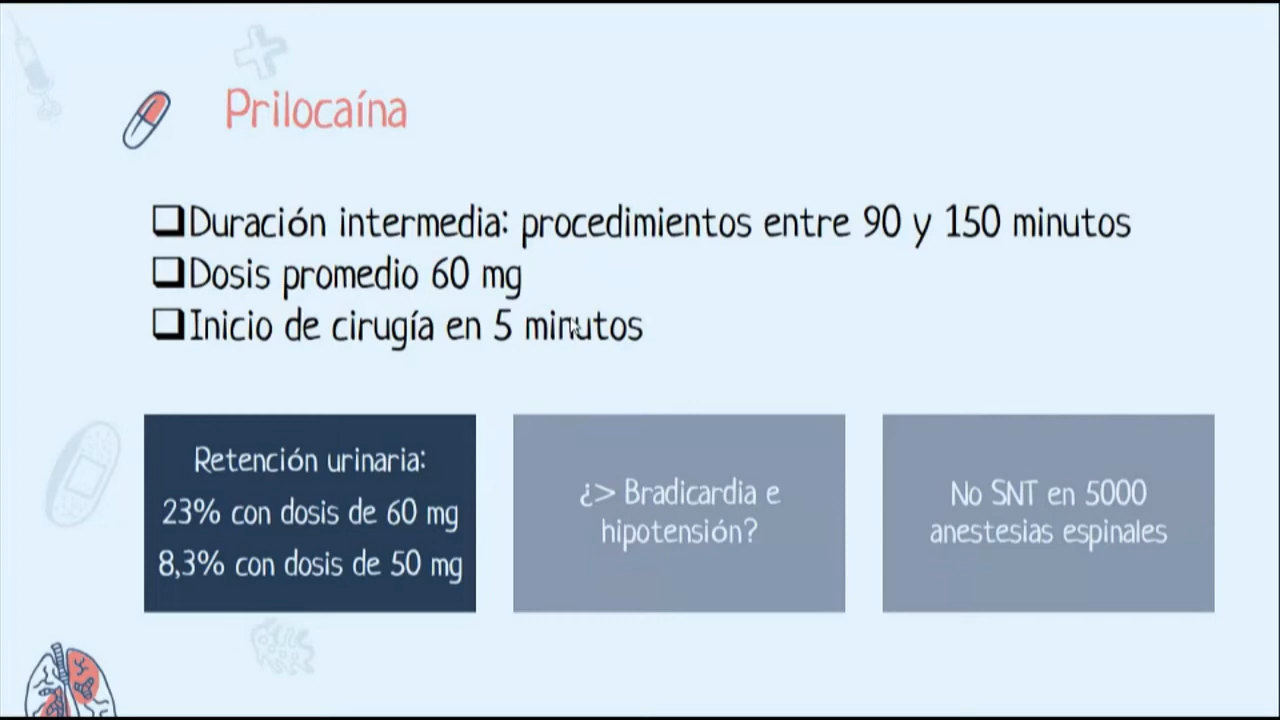 Prilocaína
❑Duración intermedia: procedimientos entre 90 y 150 minutos
❑Dosis promedio 60 mg
❑Inicio de cirugía en 5 minutos
Retención urinaria:
23% con dosis de 60 mg
8,3% con dosis de 50 mg
¿> Bradicardia e
hipotensión?
No SNT en 5000
anestesias espinales